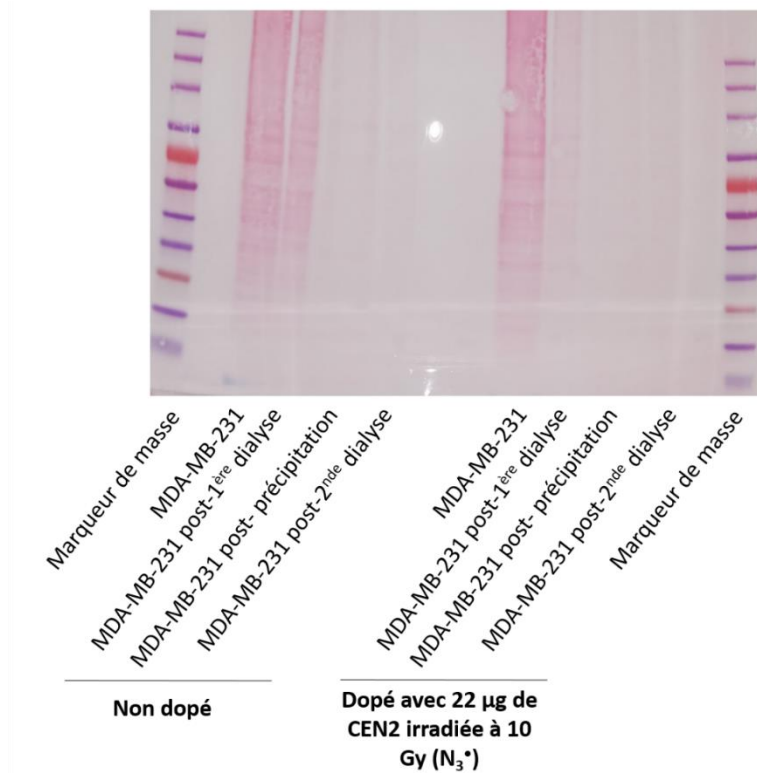 Marqueur de masse
MDA-MB-231
MDA-MB-231 post-1ère dialyse
MDA-MB-231 post- précipitation
MDA-MB-231 post-2nde dialyse
MDA-MB-231
MDA-MB-231 post-1ère dialyse
MDA-MB-231 post- précipitation
MDA-MB-231 post-2nde dialyse
Marqueur de masse
Non dopé
Dopé avec 22 µg de
CEN2 irradiée à 10
Gy (N₃•)